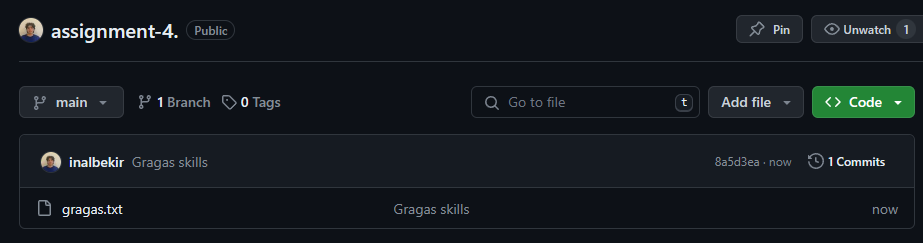 assignment-4. Public Pin Unwatch 1
main 1 Branch 0 Tags Go to file t Add file Code
inalbekir Gragas skills 8a5d3ea · now 1 Commits
gragas.txt Gragas skills now